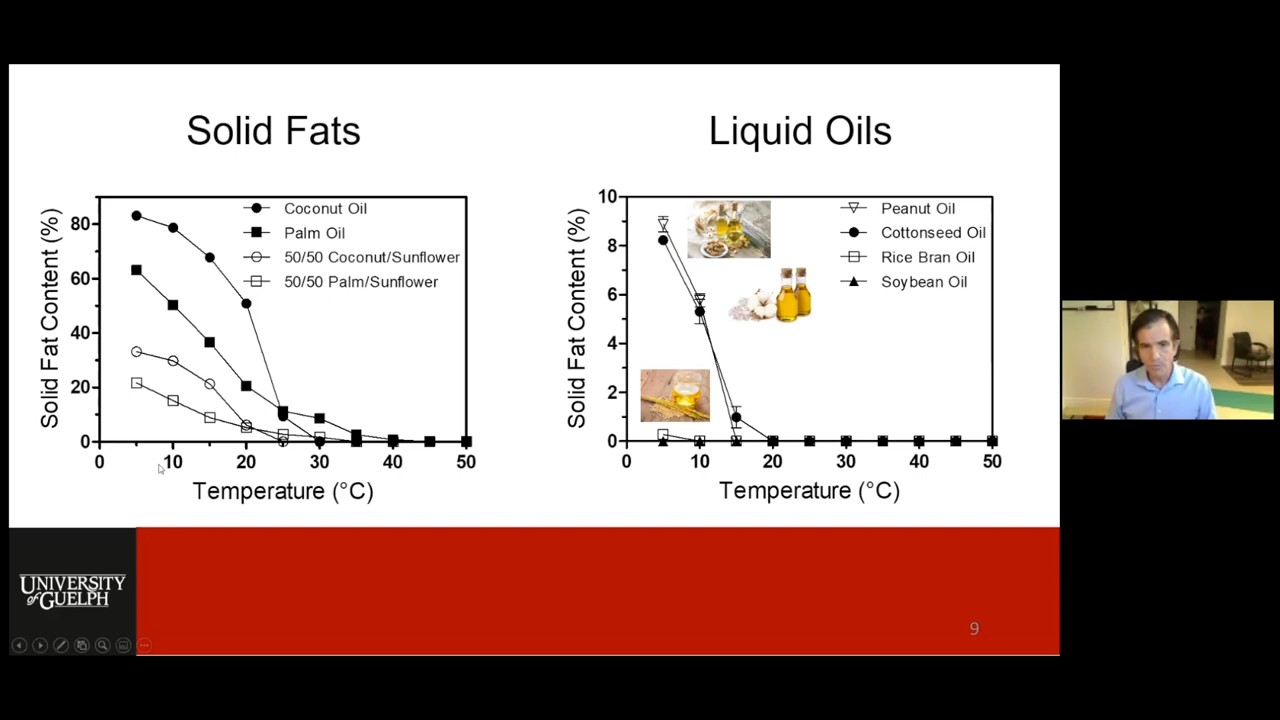 Solid Fats
Solid Fat Content (%)
80
60
40
20
0
Coconut Oil
Palm Oil
50/50 Coconut/Sunflower
50/50 Palm/Sunflower
0 10 20 30 40 50
Temperature (°C)
Liquid Oils
Solid Fat Content (%)
10
8
6
4
2
0
Peanut Oil
Cottonseed Oil
Rice Bran Oil
Soybean Oil
0 10 20 30 40 50
Temperature (°C)
UNIVERSITY
of GUELPH
9